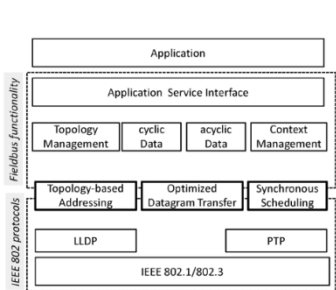 Application
Fieldbus functionality
Application Service Interface
Topology Management
cyclic Data
acyclic Data
Context Management
Topology-based Addressing
Optimized Datagram Transfer
Synchronous Scheduling
IEEE 802 protocols
LLDP
PTP
IEEE 802.1/802.3